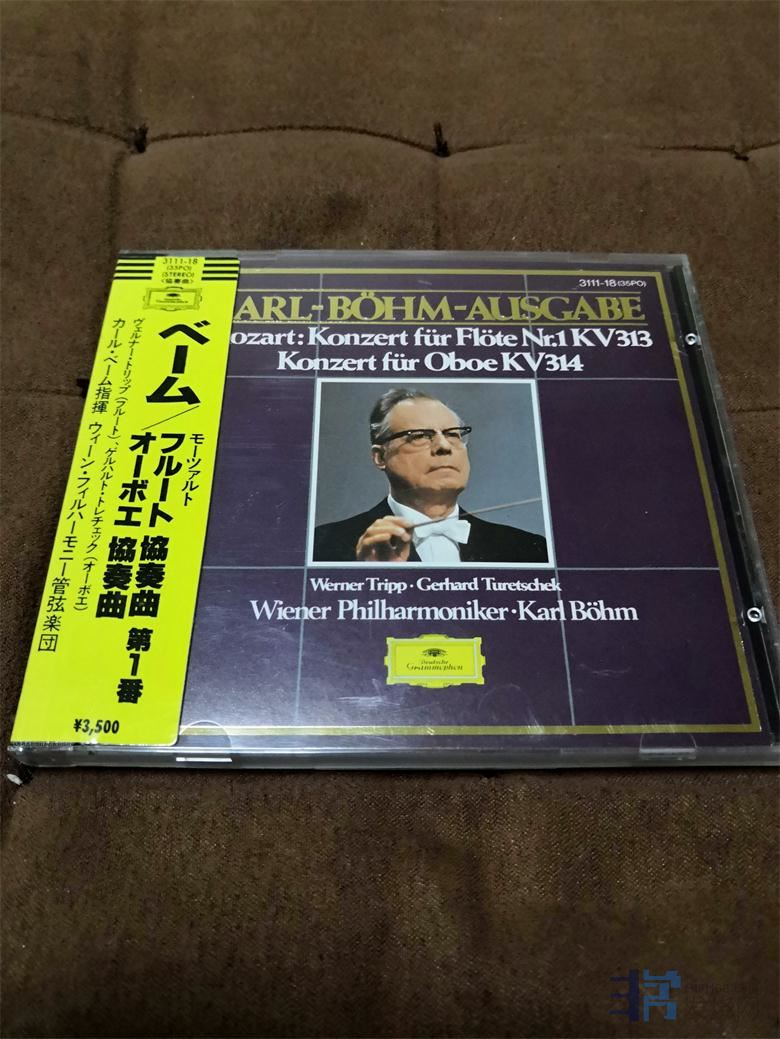 3111-18
(35PO)
(STEREO)
<協奏曲>
ベーム/
モーツァルト
フルート協奏曲 第1番
オーボエ協奏曲
ヴェルナー・トリップ(フルート)、ゲルハルト・トレチェック(オーボエ)
カール・ベーム指揮 ウィーン・フィルハーモニー管弦楽団
¥3,500
3111-18 (35PO)
ARL-BÖHM-AUSGABE
ozart: Konzert für Flöte Nr.1 KV313
Konzert für Oboe KV314
Werner Tripp · Gerhard Turetschek
Wiener Philharmoniker · Karl Böhm
Deutsche
Grammophon